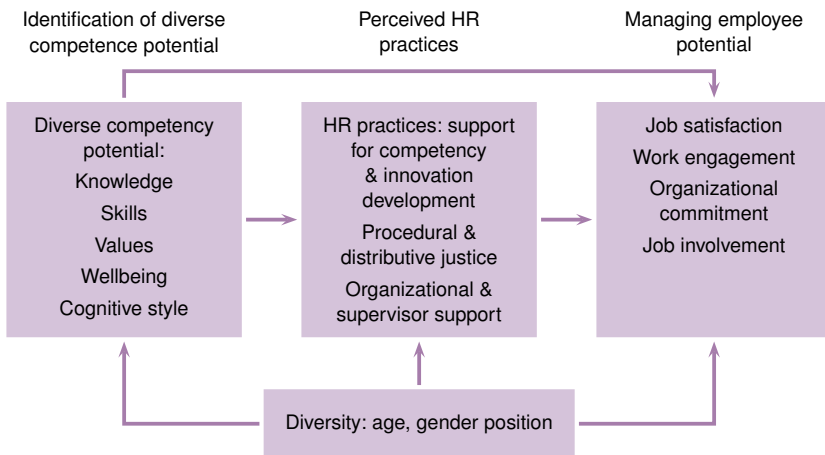 Identification of diverse
competence potential
Perceived HR
practices
Managing employee
potential
Diverse competency
potential:
Knowledge
Skills
Values
Wellbeing
Cognitive style
HR practices: support
for competency
& innovation
development
Procedural &
distributive justice
Organizational &
supervisor support
Job satisfaction
Work engagement
Organizational
commitment
Job involvement
Diversity: age, gender position